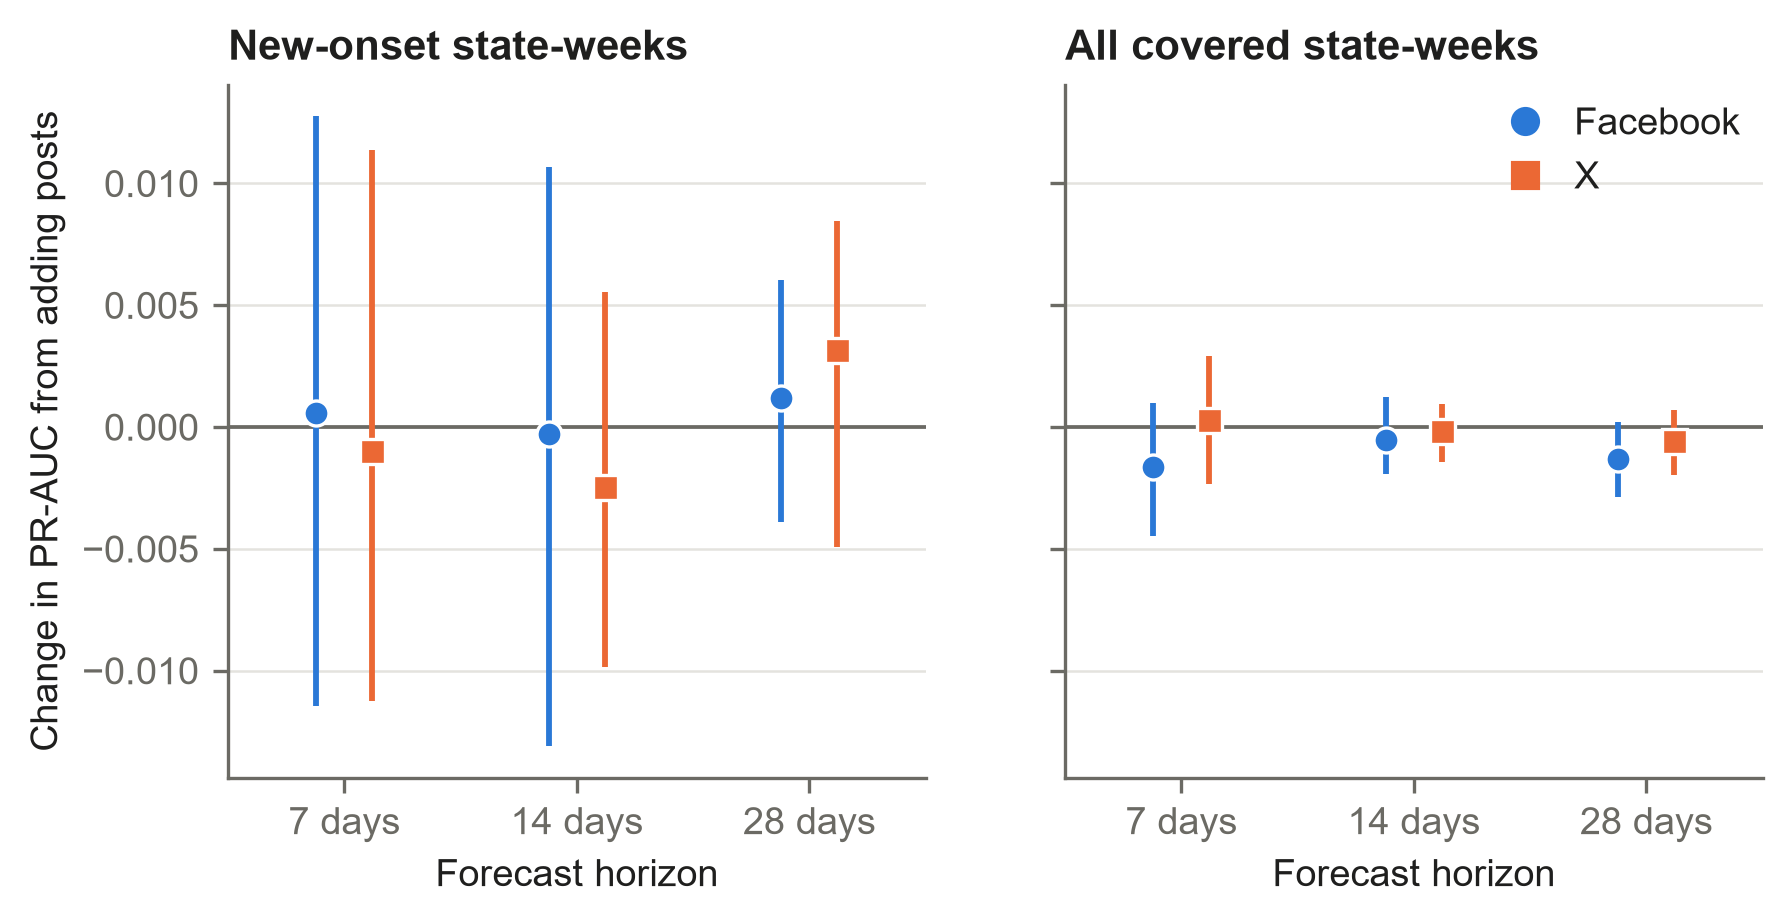 New-onset state-weeks
All covered state-weeks
Facebook
X
Change in PR-AUC from adding posts
0.010
0.005
0.000
−0.005
−0.010
7 days
14 days
28 days
7 days
14 days
28 days
Forecast horizon
Forecast horizon